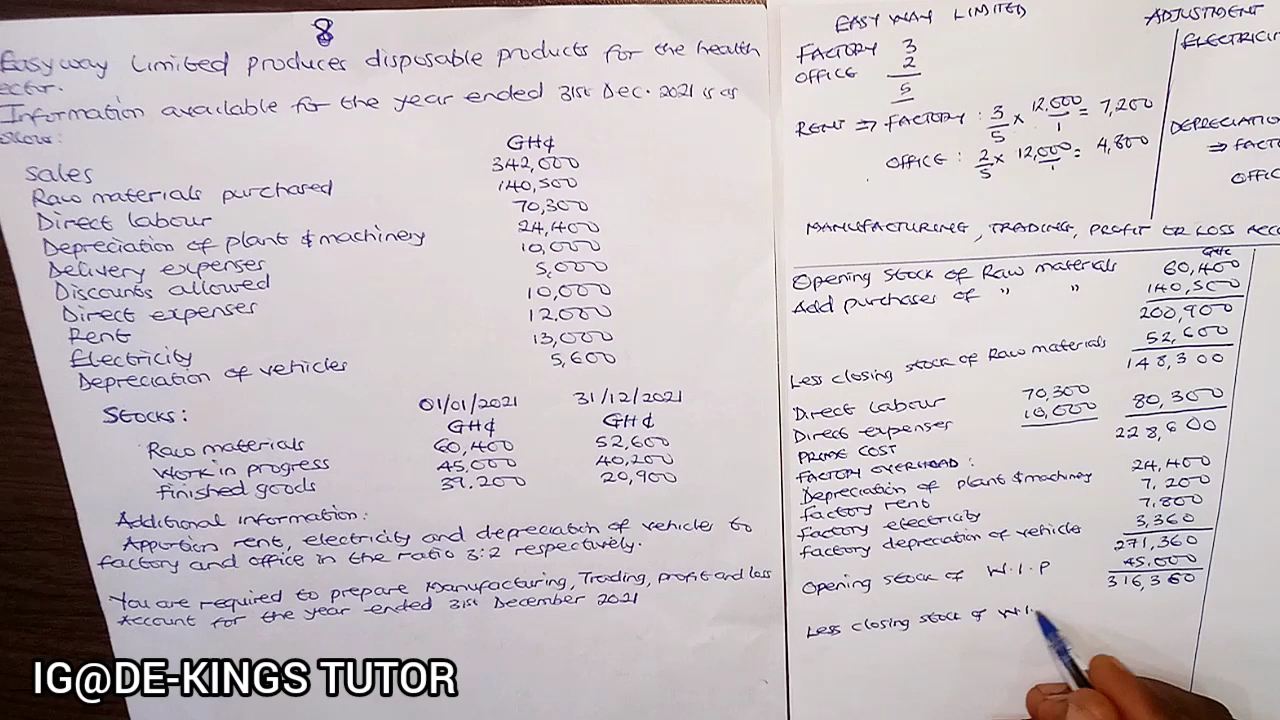 8
Easyway Limited produces disposable products for the health
ector.
Information available for the year ended 31st Dec. 2021 is as
GH¢
Sales 342,000
Raw materials purchased 140,500
Direct labour 70,300
Depreciation of plant & machinery 24,400
Delivery expenses 10,000
Discounts allowed 5,000
Direct expenses 10,000
Rent 12,000
Electricity 13,000
Depreciation of vehicles 5,600
Stocks: 01/01/2021 31/12/2021
GH¢ GH¢
Raw materials 60,400 52,600
Work in progress 45,000 40,200
Finished goods 39,200 20,900
Additional information:
Apportion rent, electricity and depreciation of vehicles to
factory and office in the ratio 3:2 respectively.
You are required to prepare Manufacturing, Trading, profit and loss
Account for the year ended 31st December 2021
IG@DE-KINGS TUTOR
EASY WAY LIMITED
FACTORY 3
OFFICE 2
5
RENT ⇒ FACTORY : 3/5 × 12,000/1 = 7,200
OFFICE : 2/5 × 12,000/1 = 4,800
ADJUSTMENT
ELECTRICI
DEPRECIATIO
⇒ FACT
OFFIC
MANUFACTURING, TRADING, PROFIT OR LOSS ACC
GH¢
Opening stock of Raw materials 60,400
Add purchases of " " 140,500
200,900
Less closing stock of Raw materials 52,600
148,300
Direct labour 70,300
Direct expenses 10,000 80,300
PRIME COST 228,600
FACTORY OVERHEAD:
Depreciation of plant & machinery 24,400
Factory rent 7,200
Factory electricity 7,800
Factory depreciation of vehicle 3,360
271,360
Opening stock of W.I.P 45,000
316,360
Less closing stock of W.I.